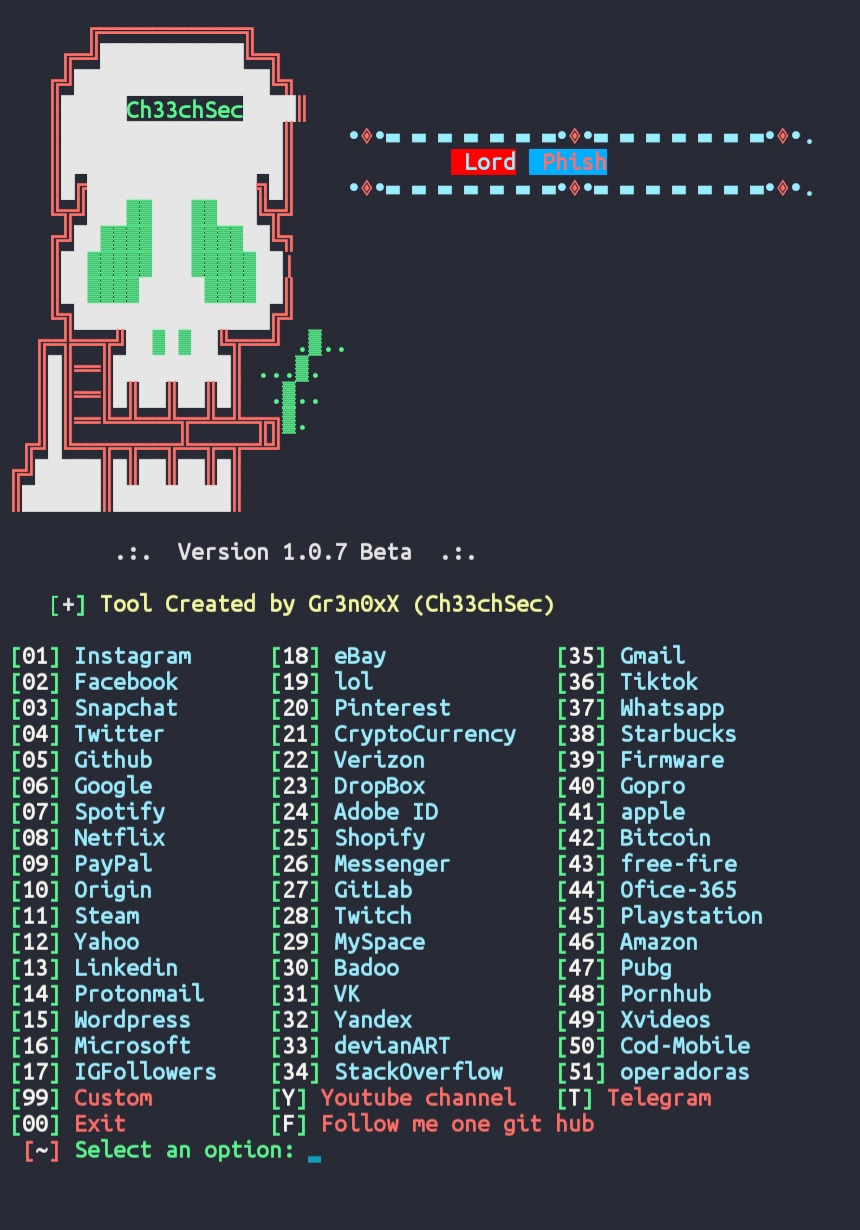 Ch33chSec
Lord Phish
.:. Version 1.0.7 Beta .:.
[+] Tool Created by Gr3n0xX (Ch33chSec)
[01] Instagram [18] eBay [35] Gmail
[02] Facebook [19] lol [36] Tiktok
[03] Snapchat [20] Pinterest [37] Whatsapp
[04] Twitter [21] CryptoCurrency [38] Starbucks
[05] Github [22] Verizon [39] Firmware
[06] Google [23] DropBox [40] Gopro
[07] Spotify [24] Adobe ID [41] apple
[08] Netflix [25] Shopify [42] Bitcoin
[09] PayPal [26] Messenger [43] free-fire
[10] Origin [27] GitLab [44] Ofice-365
[11] Steam [28] Twitch [45] Playstation
[12] Yahoo [29] MySpace [46] Amazon
[13] Linkedin [30] Badoo [47] Pubg
[14] Protonmail [31] VK [48] Pornhub
[15] Wordpress [32] Yandex [49] Xvideos
[16] Microsoft [33] devianART [50] Cod-Mobile
[17] IGFollowers [34] StackOverflow [51] operadoras
[99] Custom [Y] Youtube channel [T] Telegram
[00] Exit [F] Follow me one git hub
[~] Select an option: